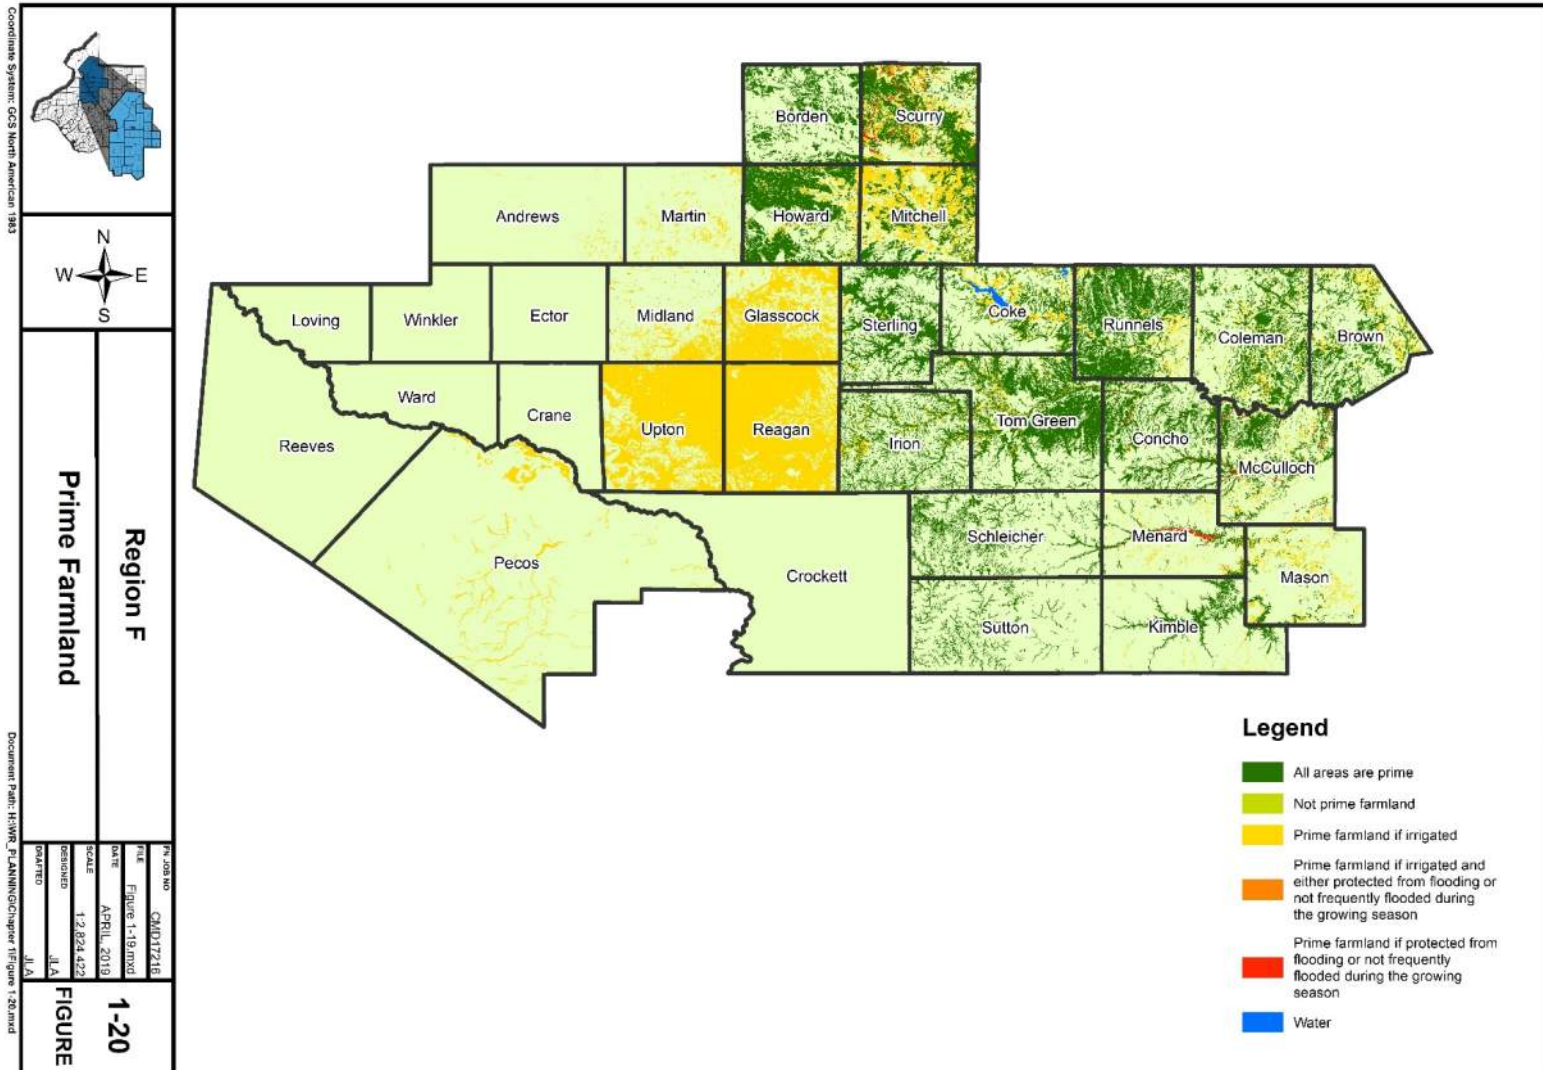 Coordinate System: GCS North American 1983
N
W E
S
Region F
Prime Farmland
FN JOB NO
CMD17216
FILE
Figure 1-19.mxd
DATE
APRIL, 2019
SCALE
1:2,824,422
DESIGNED
JLA
DRAFTED
JLA
1-20
FIGURE
Document Path: H:\WR_PLANNING\Chapter 1\Figure 1-20.mxd
Borden
Scurry
Andrews
Martin
Howard
Mitchell
Loving
Winkler
Ector
Midland
Glasscock
Sterling
Coke
Runnels
Coleman
Brown
Ward
Crane
Upton
Reagan
Irion
Tom Green
Concho
McCulloch
Reeves
Pecos
Crockett
Schleicher
Menard
Mason
Sutton
Kimble
Legend
All areas are prime
Not prime farmland
Prime farmland if irrigated
Prime farmland if irrigated and
either protected from flooding or
not frequently flooded during
the growing season
Prime farmland if protected from
flooding or not frequently
flooded during the growing
season
Water